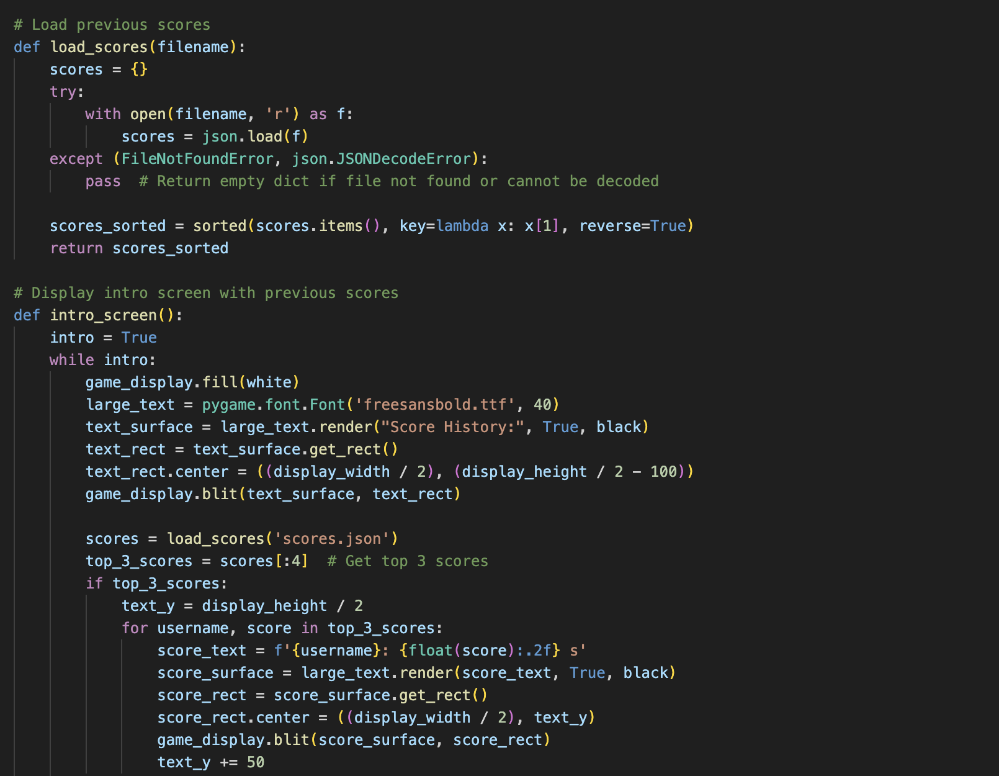 # Load previous scores
def load_scores(filename):
    scores = {}
    try:
        with open(filename, 'r') as f:
            scores = json.load(f)
    except (FileNotFoundError, json.JSONDecodeError):
        pass  # Return empty dict if file not found or cannot be decoded

    scores_sorted = sorted(scores.items(), key=lambda x: x[1], reverse=True)
    return scores_sorted

# Display intro screen with previous scores
def intro_screen():
    intro = True
    while intro:
        game_display.fill(white)
        large_text = pygame.font.Font('freesansbold.ttf', 40)
        text_surface = large_text.render("Score History:", True, black)
        text_rect = text_surface.get_rect()
        text_rect.center = ((display_width / 2), (display_height / 2 - 100))
        game_display.blit(text_surface, text_rect)

        scores = load_scores('scores.json')
        top_3_scores = scores[:4]  # Get top 3 scores
        if top_3_scores:
            text_y = display_height / 2
            for username, score in top_3_scores:
                score_text = f'{username}: {float(score):.2f} s'
                score_surface = large_text.render(score_text, True, black)
                score_rect = score_surface.get_rect()
                score_rect.center = ((display_width / 2), text_y)
                game_display.blit(score_surface, score_rect)
                text_y += 50